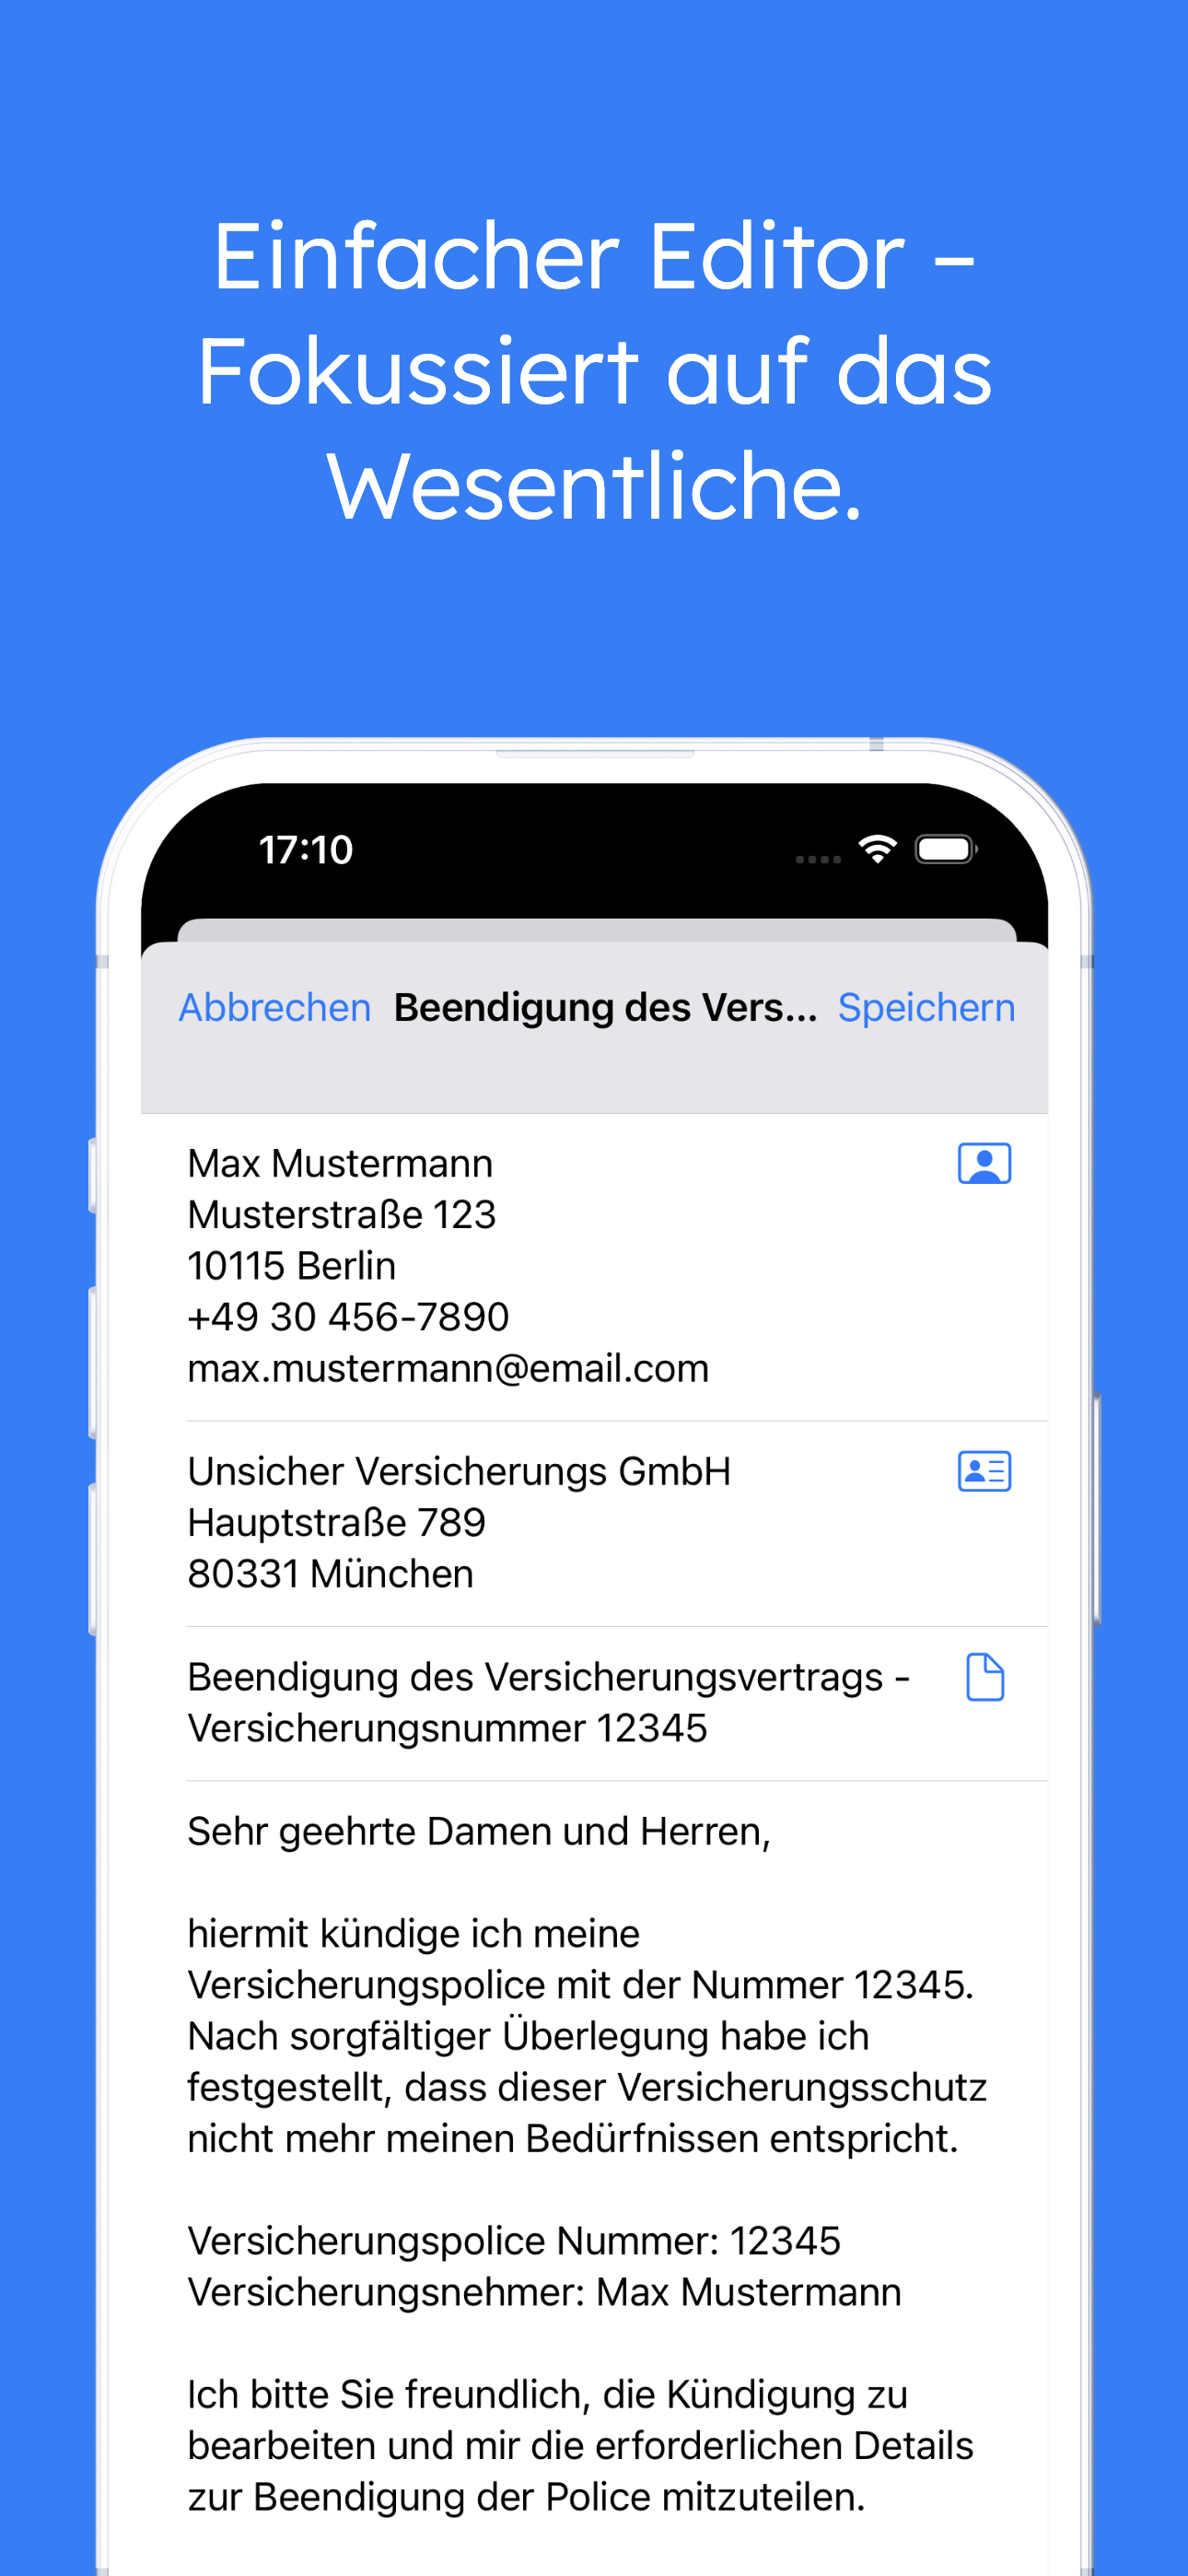 Einfacher Editor –
Fokussiert auf das
Wesentliche.
17:10
Abbrechen Beendigung des Vers... Speichern
Max Mustermann
Musterstraße 123
10115 Berlin
+49 30 456-7890
max.mustermann@email.com
Unsicher Versicherungs GmbH
Hauptstraße 789
80331 München
Beendigung des Versicherungsvertrags -
Versicherungsnummer 12345
Sehr geehrte Damen und Herren,
hiermit kündige ich meine
Versicherungspolice mit der Nummer 12345.
Nach sorgfältiger Überlegung habe ich
festgestellt, dass dieser Versicherungsschutz
nicht mehr meinen Bedürfnissen entspricht.
Versicherungspolice Nummer: 12345
Versicherungsnehmer: Max Mustermann
Ich bitte Sie freundlich, die Kündigung zu
bearbeiten und mir die erforderlichen Details
zur Beendigung der Police mitzuteilen.